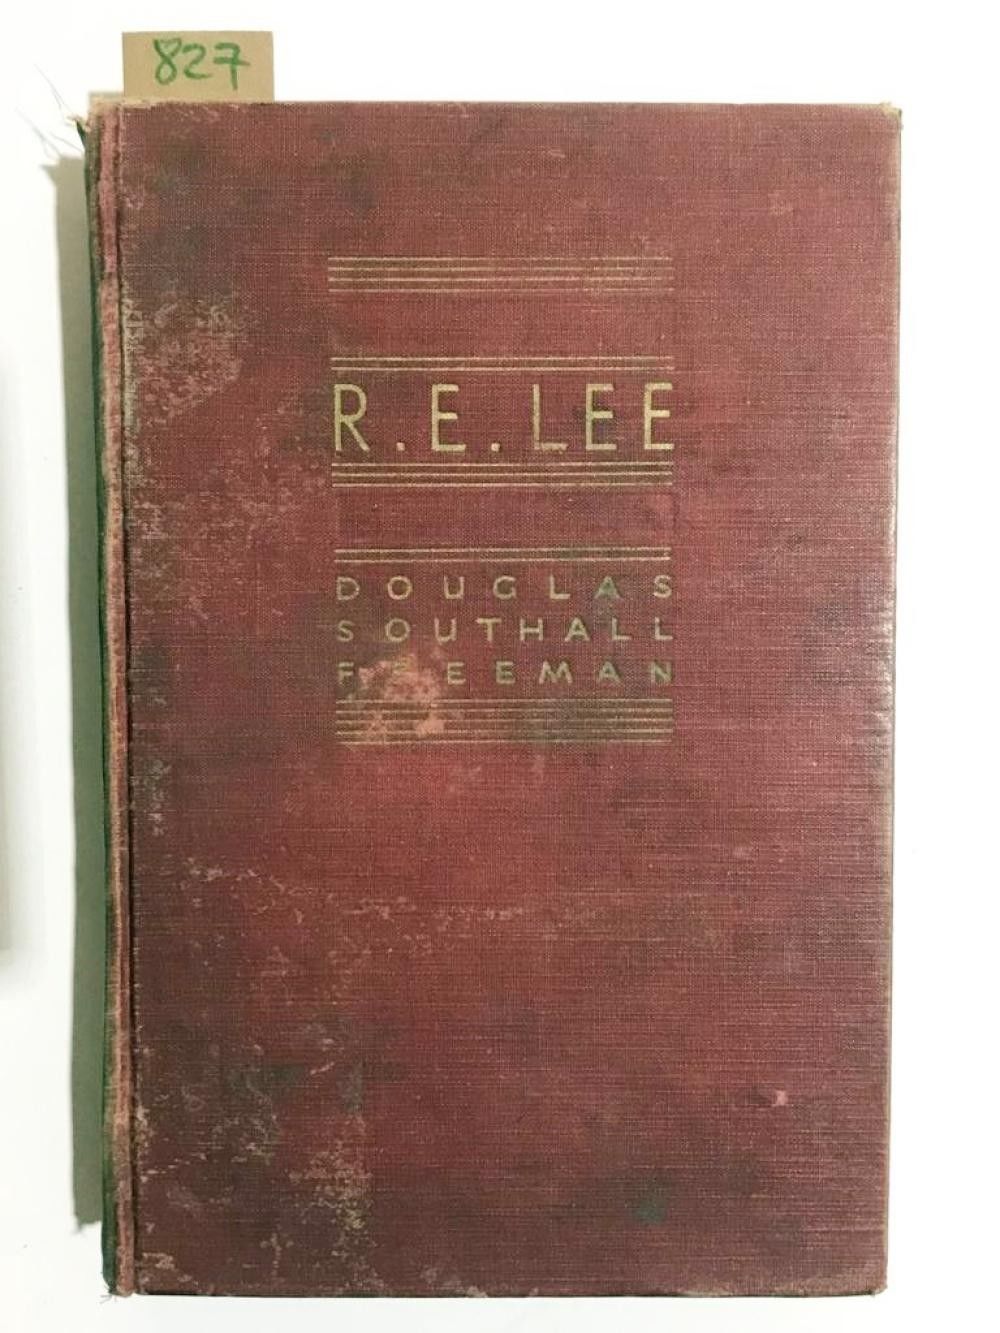 827
R. E. LEE
DOUGLAS
SOUTHALL
FREEMAN